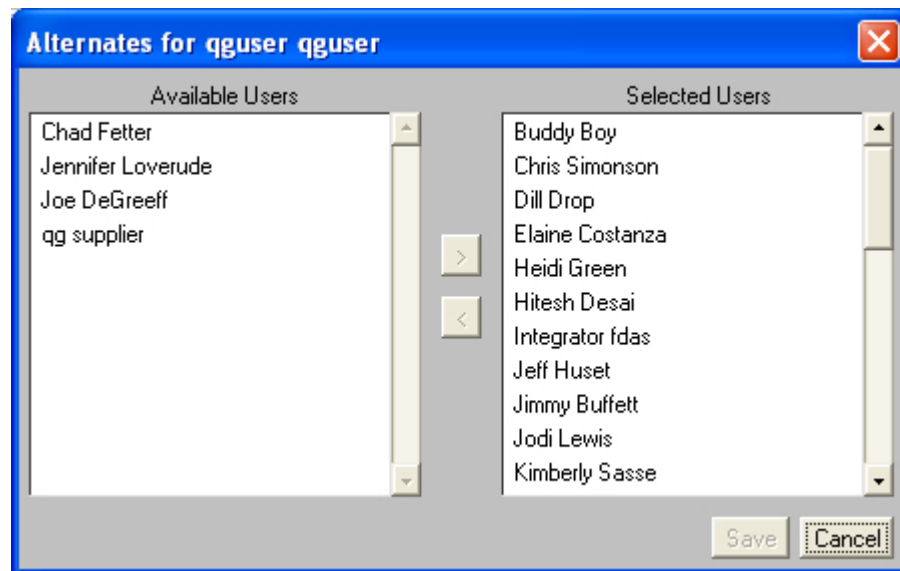 Alternates for qguser qguser
Available Users
Chad Fetter
Jennifer Loverude
Joe DeGreeff
qg supplier
>
<
Selected Users
Buddy Boy
Chris Simonson
Dill Drop
Elaine Costanza
Heidi Green
Hitesh Desai
Integrator fdas
Jeff Huset
Jimmy Buffett
Jodi Lewis
Kimberly Sasse
Save
Cancel